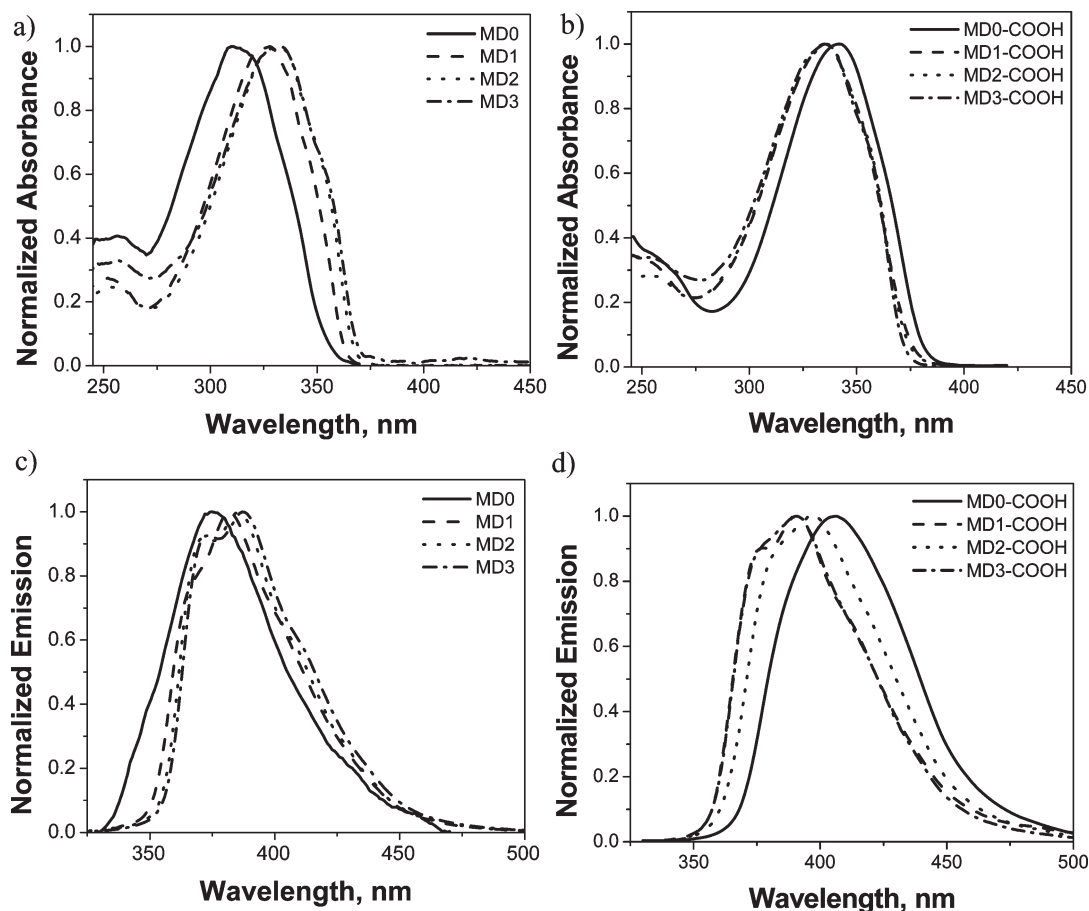 a)
MD0
MD1
MD2
MD3
1.0
0.8
0.6
0.4
0.2
0.0
250 300 350 400 450
Normalized Absorbance
Wavelength, nm
b)
MD0-COOH
MD1-COOH
MD2-COOH
MD3-COOH
1.0
0.8
0.6
0.4
0.2
0.0
250 300 350 400 450
Normalized Absorbance
Wavelength, nm
c)
MD0
MD1
MD2
MD3
1.0
0.8
0.6
0.4
0.2
0.0
350 400 450 500
Normalized Emission
Wavelength, nm
d)
MD0-COOH
MD1-COOH
MD2-COOH
MD3-COOH
1.0
0.8
0.6
0.4
0.2
0.0
350 400 450 500
Normalized Emission
Wavelength, nm